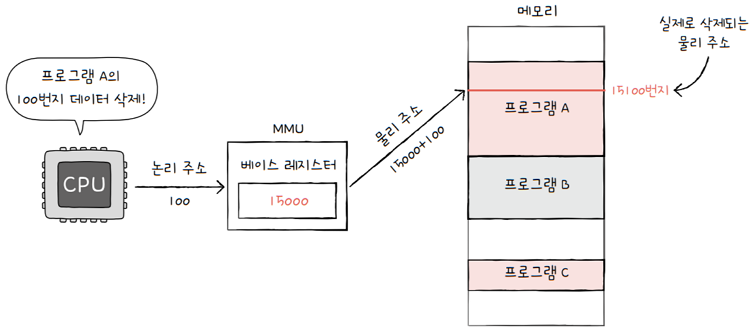 프로그램 A의
100번지 데이터 삭제!
CPU
논리 주소
100
MMU
베이스 레지스터
15000
물리 주소
15000+100
메모리
프로그램 A
프로그램 B
프로그램 C
15100번지
실제로 삭제되는
물리 주소